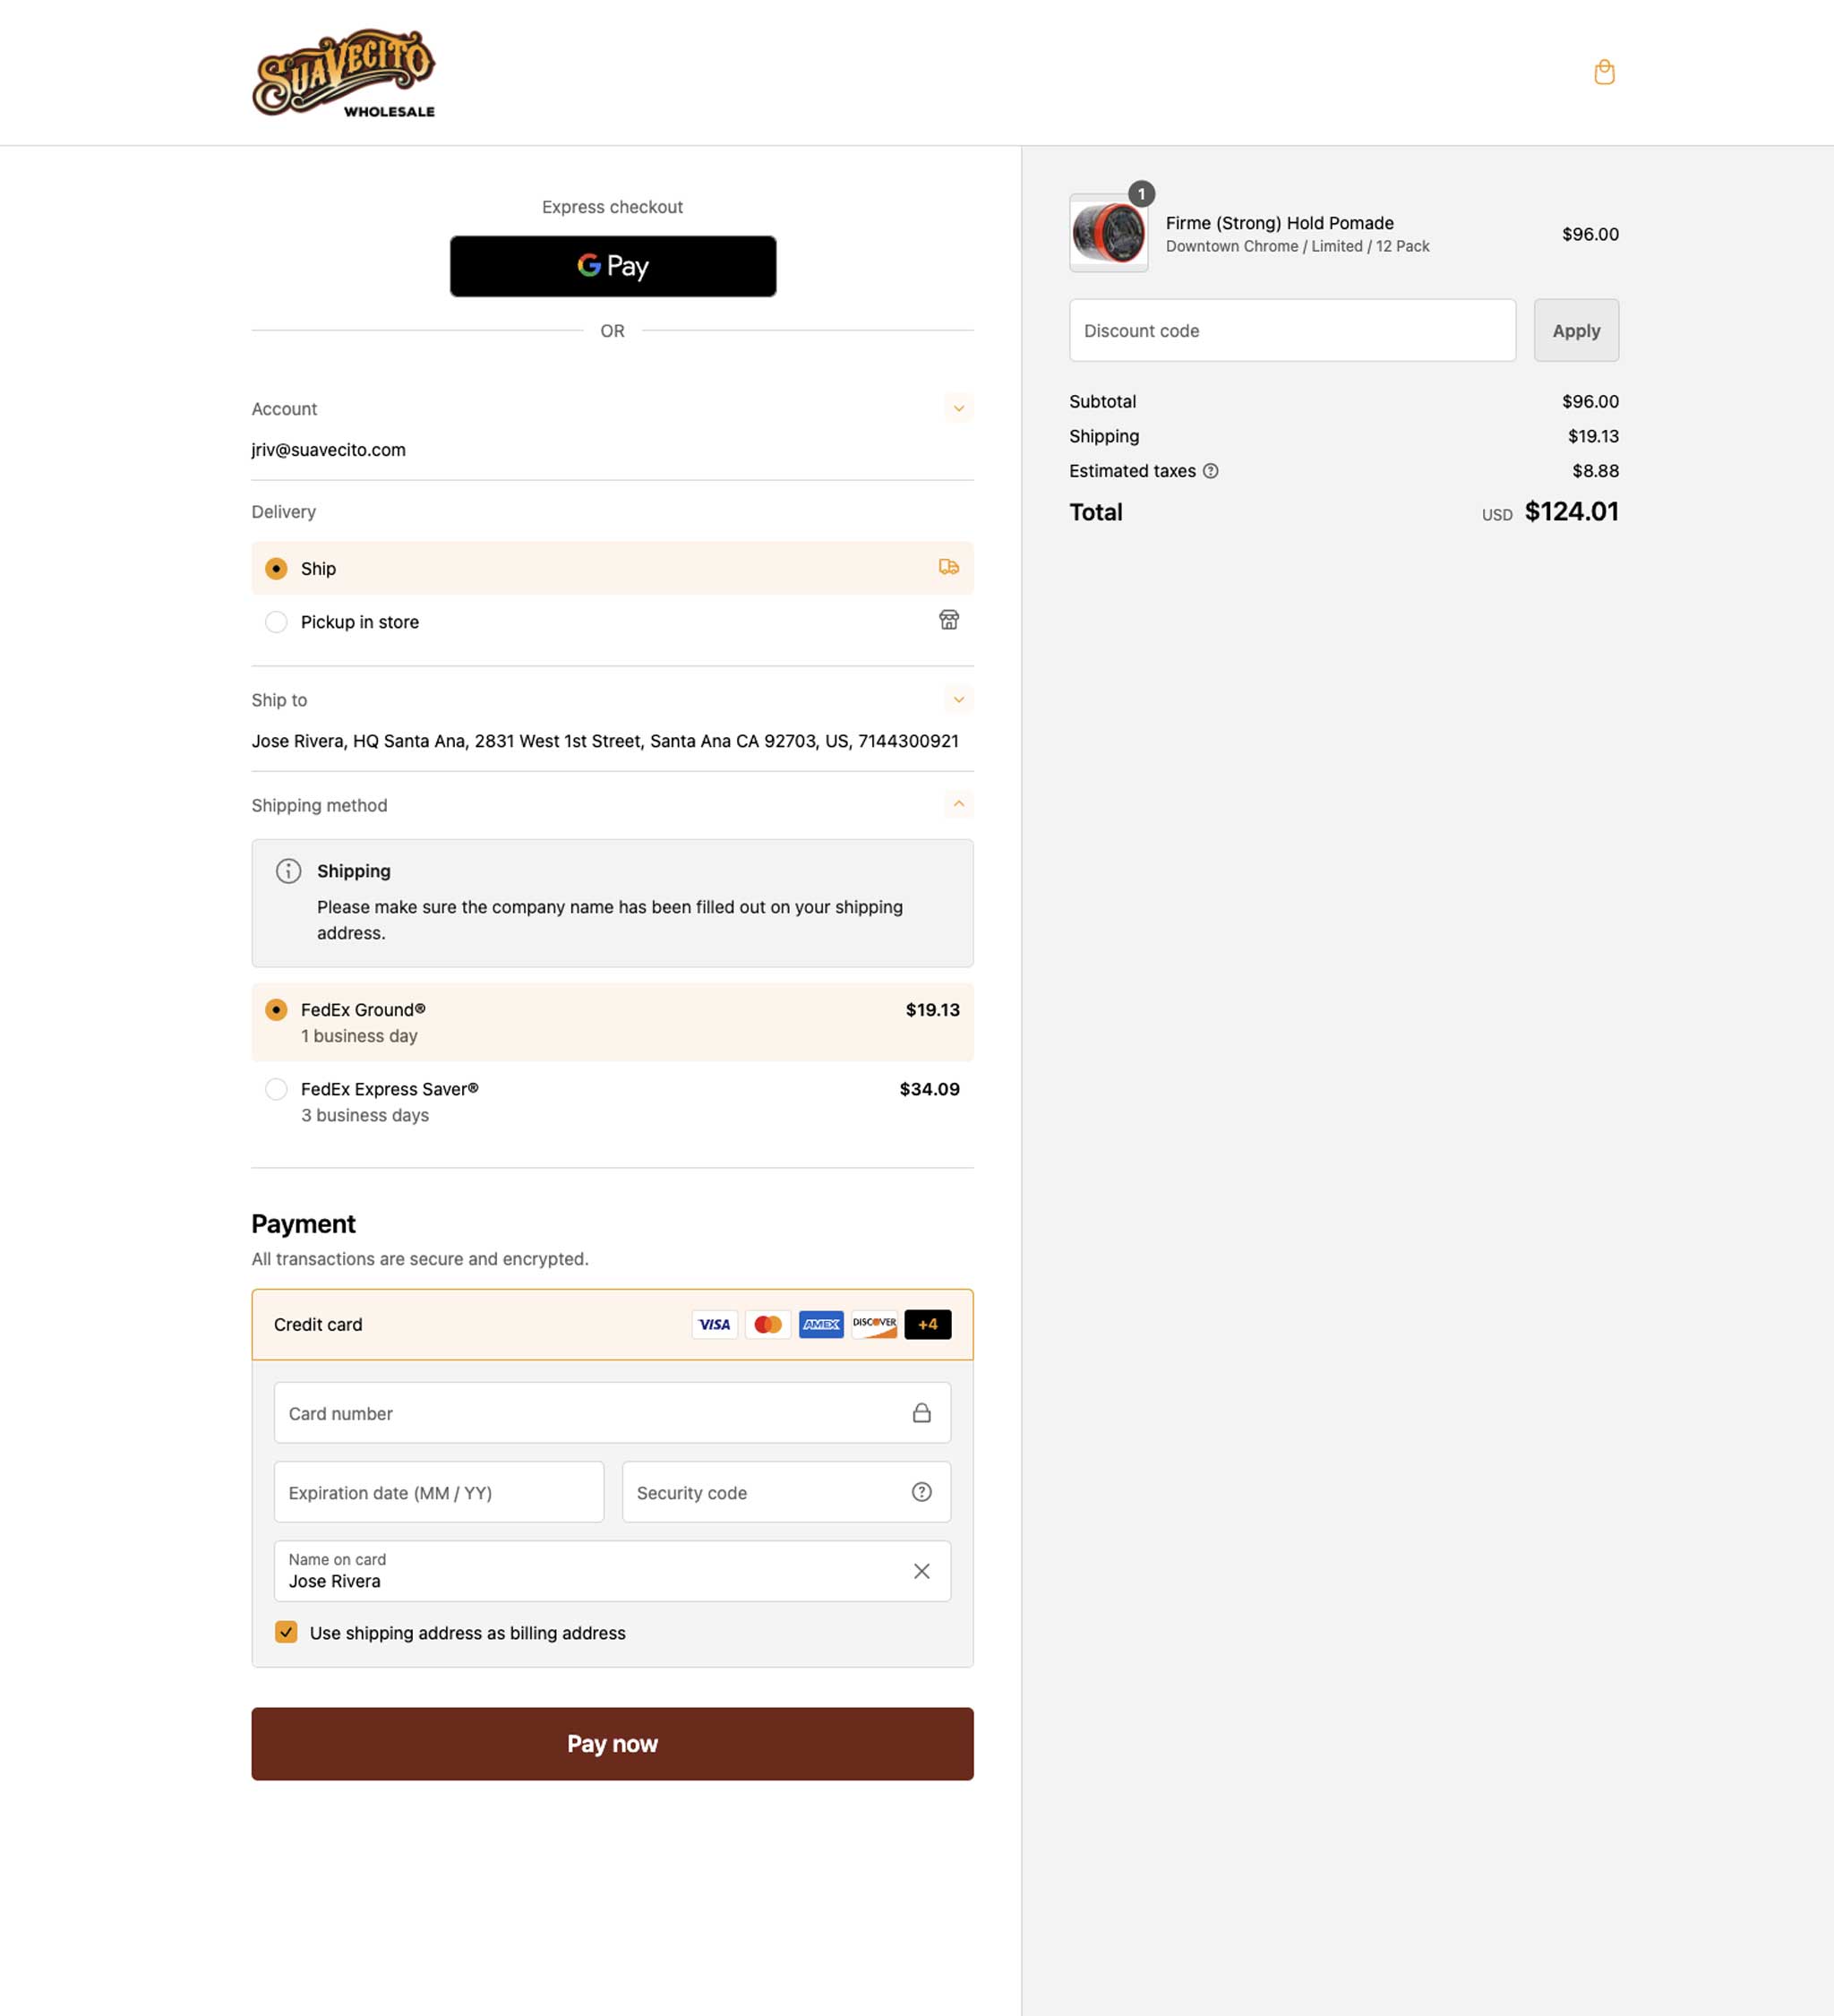 SUAVECITO
WHOLESALE
Express checkout
G Pay
OR
Account
jriv@suavecito.com
Delivery
Ship
Pickup in store
Ship to
Jose Rivera, HQ Santa Ana, 2831 West 1st Street, Santa Ana CA 92703, US, 7144300921
Shipping method
Shipping
Please make sure the company name has been filled out on your shipping
address.
FedEx Ground® $19.13
1 business day
FedEx Express Saver® $34.09
3 business days
Payment
All transactions are secure and encrypted.
Credit card VISA AMEX DISCOVER +4
Card number
Expiration date (MM / YY) Security code
Name on card
Jose Rivera
Use shipping address as billing address
Pay now
1
Firme (Strong) Hold Pomade
Downtown Chrome / Limited / 12 Pack
$96.00
Discount code Apply
Subtotal $96.00
Shipping $19.13
Estimated taxes $8.88
Total USD $124.01